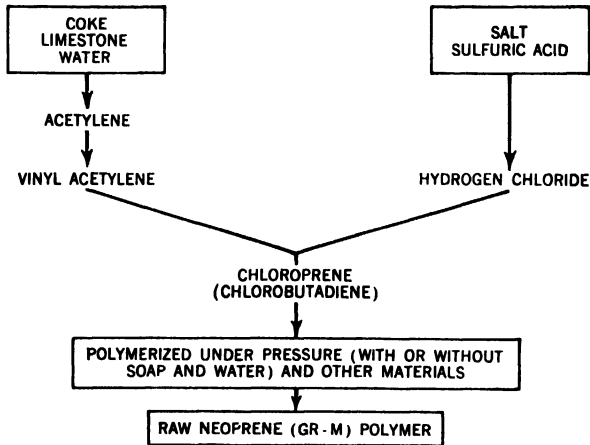 COKE
LIMESTONE
WATER
SALT
SULFURIC ACID
ACETYLENE
VINYL ACETYLENE
HYDROGEN CHLORIDE
CHLOROPRENE
(CHLOROBUTADIENE)
POLYMERIZED UNDER PRESSURE (WITH OR WITHOUT
SOAP AND WATER) AND OTHER MATERIALS
RAW NEOPRENE (GR-M) POLYMER